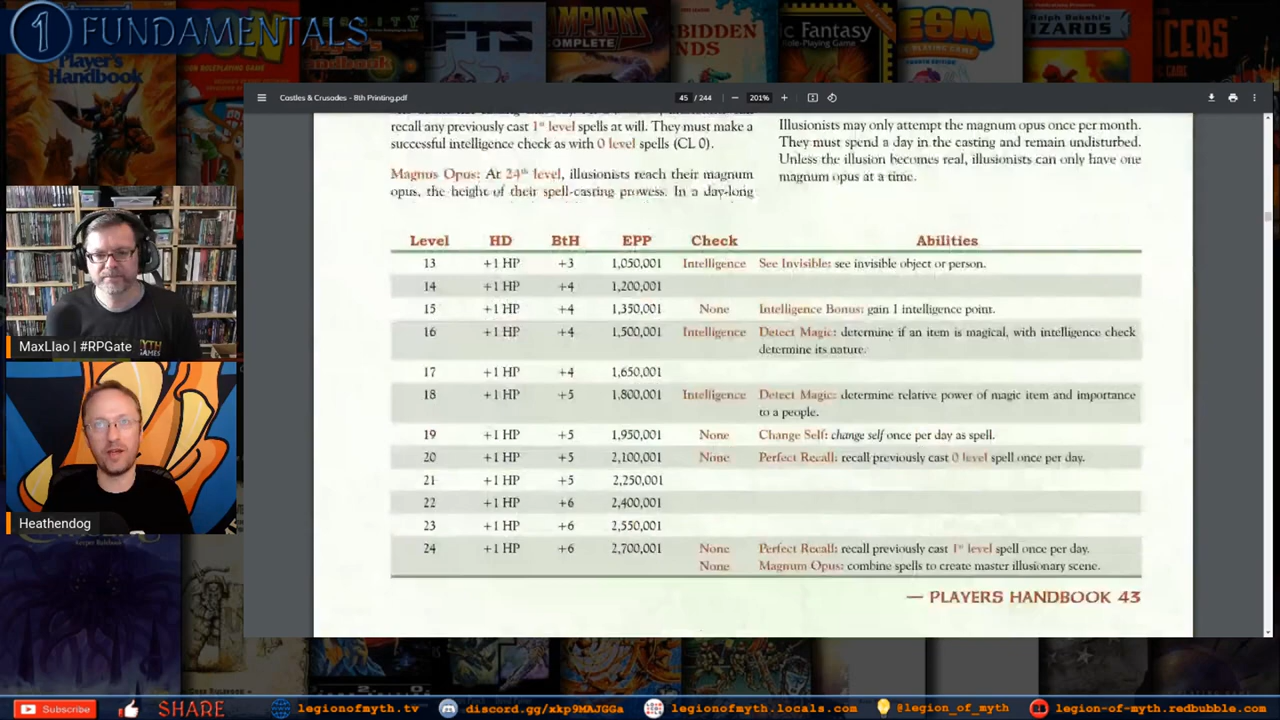 1 FUNDAMENTALS
Player's
Handbook
CHAMPIONS
COMPLETE
Role-Playing Game
Ralph Bakshi's
WIZARDS
Castles & Crusades - 8th Printing.pdf
45 / 244
201%
recall any previously cast 1st level spells at will. They must make a
successful intelligence check as with 0 level spells (CL 0).
Magnus Opus: At 24th level, illusionists reach their magnum
opus, the height of their spell-casting prowess. In a day-long
Illusionists may only attempt the magnum opus once per month.
They must spend a day in the casting and remain undisturbed.
Unless the illusion becomes real, illusionists can only have one
magnum opus at a time.
Level HD BtH EPP Check Abilities
13 +1 HP +3 1,050,001 Intelligence See Invisible: see invisible object or person.
14 +1 HP +4 1,200,001
15 +1 HP +4 1,350,001 None Intelligence Bonus: gain 1 intelligence point.
16 +1 HP +4 1,500,001 Intelligence Detect Magic: determine if an item is magical, with intelligence check
determine its nature.
17 +1 HP +4 1,650,001
18 +1 HP +5 1,800,001 Intelligence Detect Magic: determine relative power of magic item and importance
to a people.
19 +1 HP +5 1,950,001 None Change Self: change self once per day as spell.
20 +1 HP +5 2,100,001 None Perfect Recall: recall previously cast 0 level spell once per day.
21 +1 HP +5 2,250,001
22 +1 HP +6 2,400,001
23 +1 HP +6 2,550,001
24 +1 HP +6 2,700,001 None Perfect Recall: recall previously cast 1st level spell once per day.
None Magnum Opus: combine spells to create master illusionary scene.
— PLAYERS HANDBOOK 43
MaxLIao | #RPGate
Heathendog
Subscribe SHARE legionofmyth.tv discord.gg/xkp9MAJGGa legionofmyth.locals.com @legion_of_myth legion-of-myth.redbubble.com